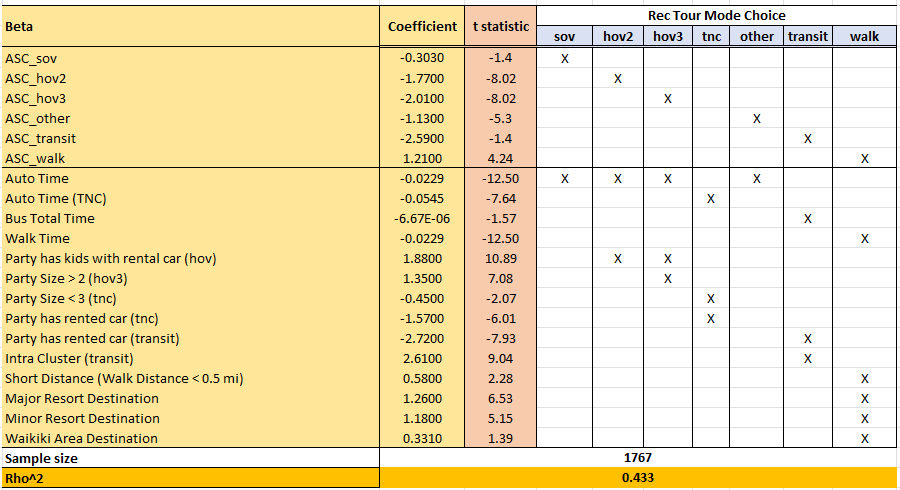 Beta Coefficient t statistic Rec Tour Mode Choice
sov hov2 hov3 tnc other transit walk
ASC_sov -0.3030 -1.4 X
ASC_hov2 -1.7700 -8.02 X
ASC_hov3 -2.0100 -8.02 X
ASC_other -1.1300 -5.3 X
ASC_transit -2.5900 -1.4 X
ASC_walk 1.2100 4.24 X
Auto Time -0.0229 -12.50 X X X X
Auto Time (TNC) -0.0545 -7.64 X
Bus Total Time -6.67E-06 -1.57 X
Walk Time -0.0229 -12.50 X
Party has kids with rental car (hov) 1.8800 10.89 X X
Party Size > 2 (hov3) 1.3500 7.08 X
Party Size < 3 (tnc) -0.4500 -2.07 X
Party has rented car (tnc) -1.5700 -6.01 X
Party has rented car (transit) -2.7200 -7.93 X
Intra Cluster (transit) 2.6100 9.04 X
Short Distance (Walk Distance < 0.5 mi) 0.5800 2.28 X
Major Resort Destination 1.2600 6.53 X
Minor Resort Destination 1.1800 5.15 X
Waikiki Area Destination 0.3310 1.39 X
Sample size 1767
Rho^2 0.433